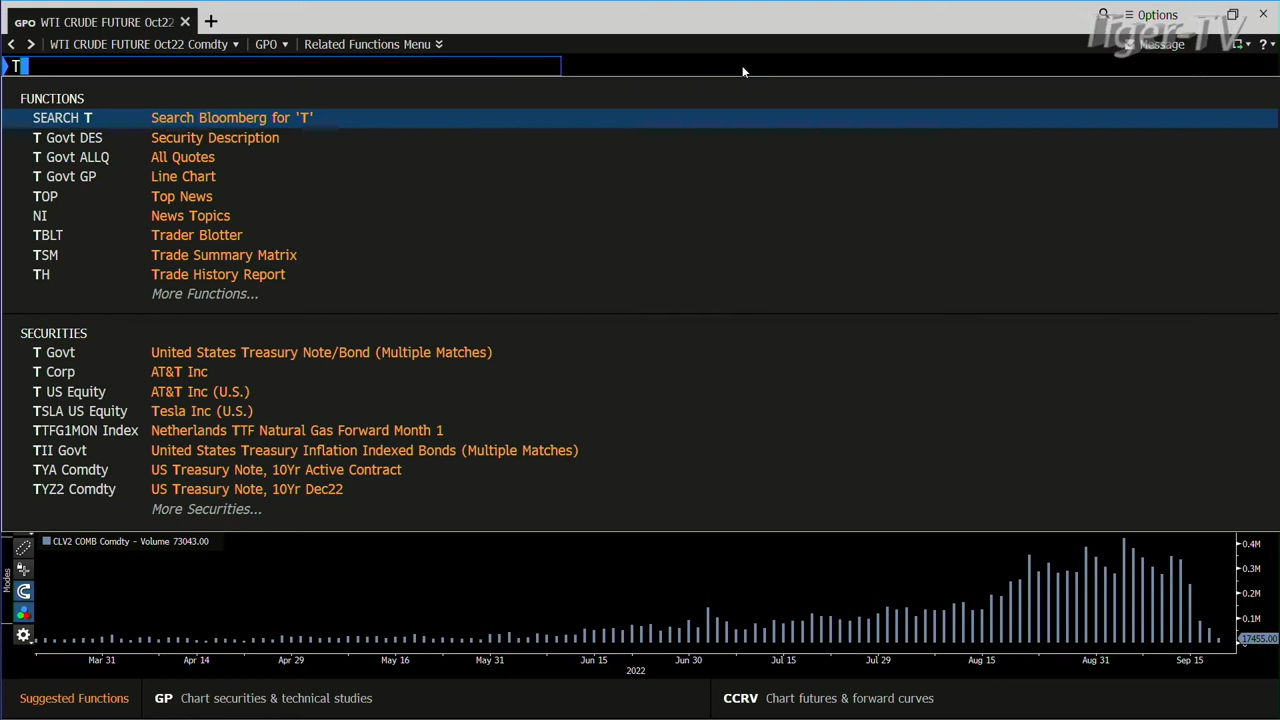 GPO WTI CRUDE FUTURE Oct22
Options
WTI CRUDE FUTURE Oct22 Comdty GPO Related Functions Menu Message ?
Tiger-TV
T
FUNCTIONS
SEARCH T Search Bloomberg for 'T'
T Govt DES Security Description
T Govt ALLQ All Quotes
T Govt GP Line Chart
TOP Top News
NI News Topics
TBLT Trader Blotter
TSM Trade Summary Matrix
TH Trade History Report
More Functions...
SECURITIES
T Govt United States Treasury Note/Bond (Multiple Matches)
T Corp AT&T Inc
T US Equity AT&T Inc (U.S.)
TSLA US Equity Tesla Inc (U.S.)
TTFG1MON Index Netherlands TTF Natural Gas Forward Month 1
TII Govt United States Treasury Inflation Indexed Bonds (Multiple Matches)
TYA Comdty US Treasury Note, 10Yr Active Contract
TYZ2 Comdty US Treasury Note, 10Yr Dec22
More Securities...
CLV2 COMB Comdty - Volume 73043.00
0.4M
0.3M
0.2M
0.1M
17455.00
Modes
Mar 31 Apr 14 Apr 29 May 16 May 31 Jun 15 Jun 30 Jul 15 Jul 29 Aug 15 Aug 31 Sep 15
2022
Suggested Functions GP Chart securities & technical studies CCRV Chart futures & forward curves